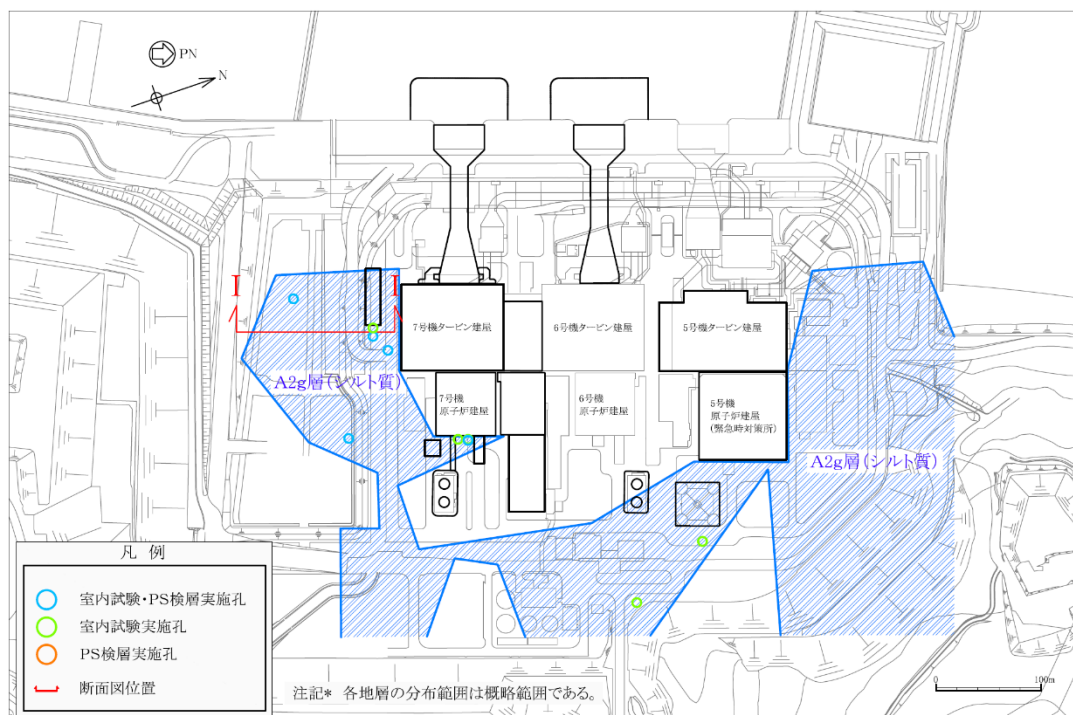 PN
N
I
I
7号機タービン建屋
6号機タービン建屋
5号機タービン建屋
A2g層(シルト質)
7号機
原子炉建屋
6号機
原子炉建屋
5号機
原子炉建屋
(緊急時対策所)
A2g層(シルト質)
凡 例
室内試験・PS検層実施孔
室内試験実施孔
PS検層実施孔
断面図位置
注記* 各地層の分布範囲は概略範囲である。
0 100m